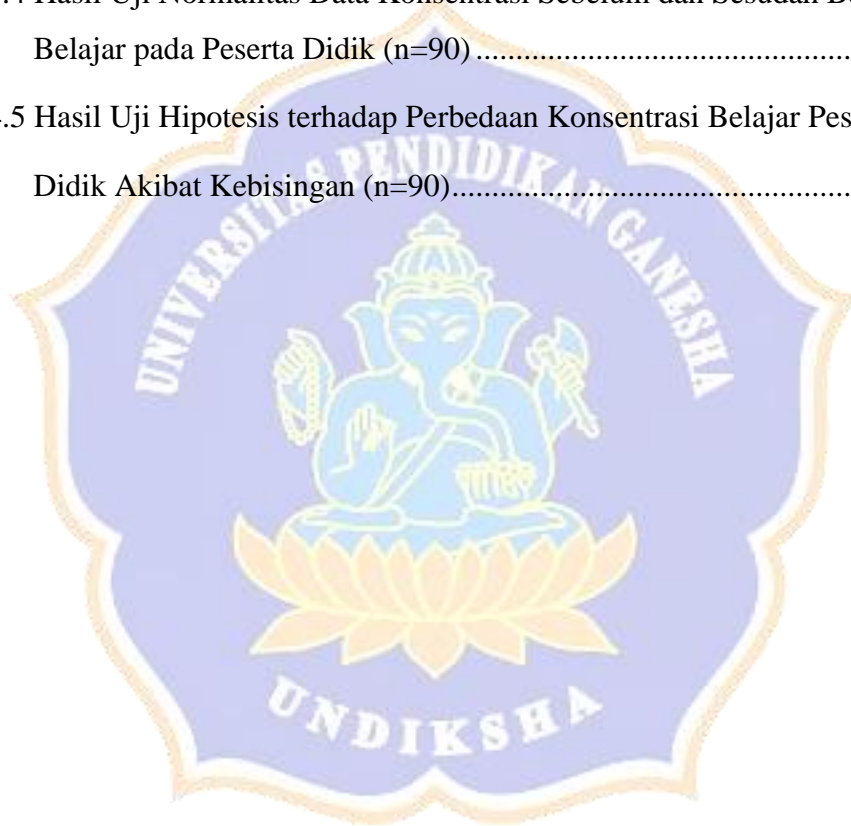 .4 Hasil Uji Normalitas Data Konsentrasi Sebelum dan Sesudah
Belajar pada Peserta Didik (n=90)..........................................
.5 Hasil Uji Hipotesis terhadap Perbedaan Konsentrasi Belajar
Didik Akibat Kebisingan (n=90)............................................
UNIVERSITAS PENDIDIKAN GANESHA
UNDIKSHA